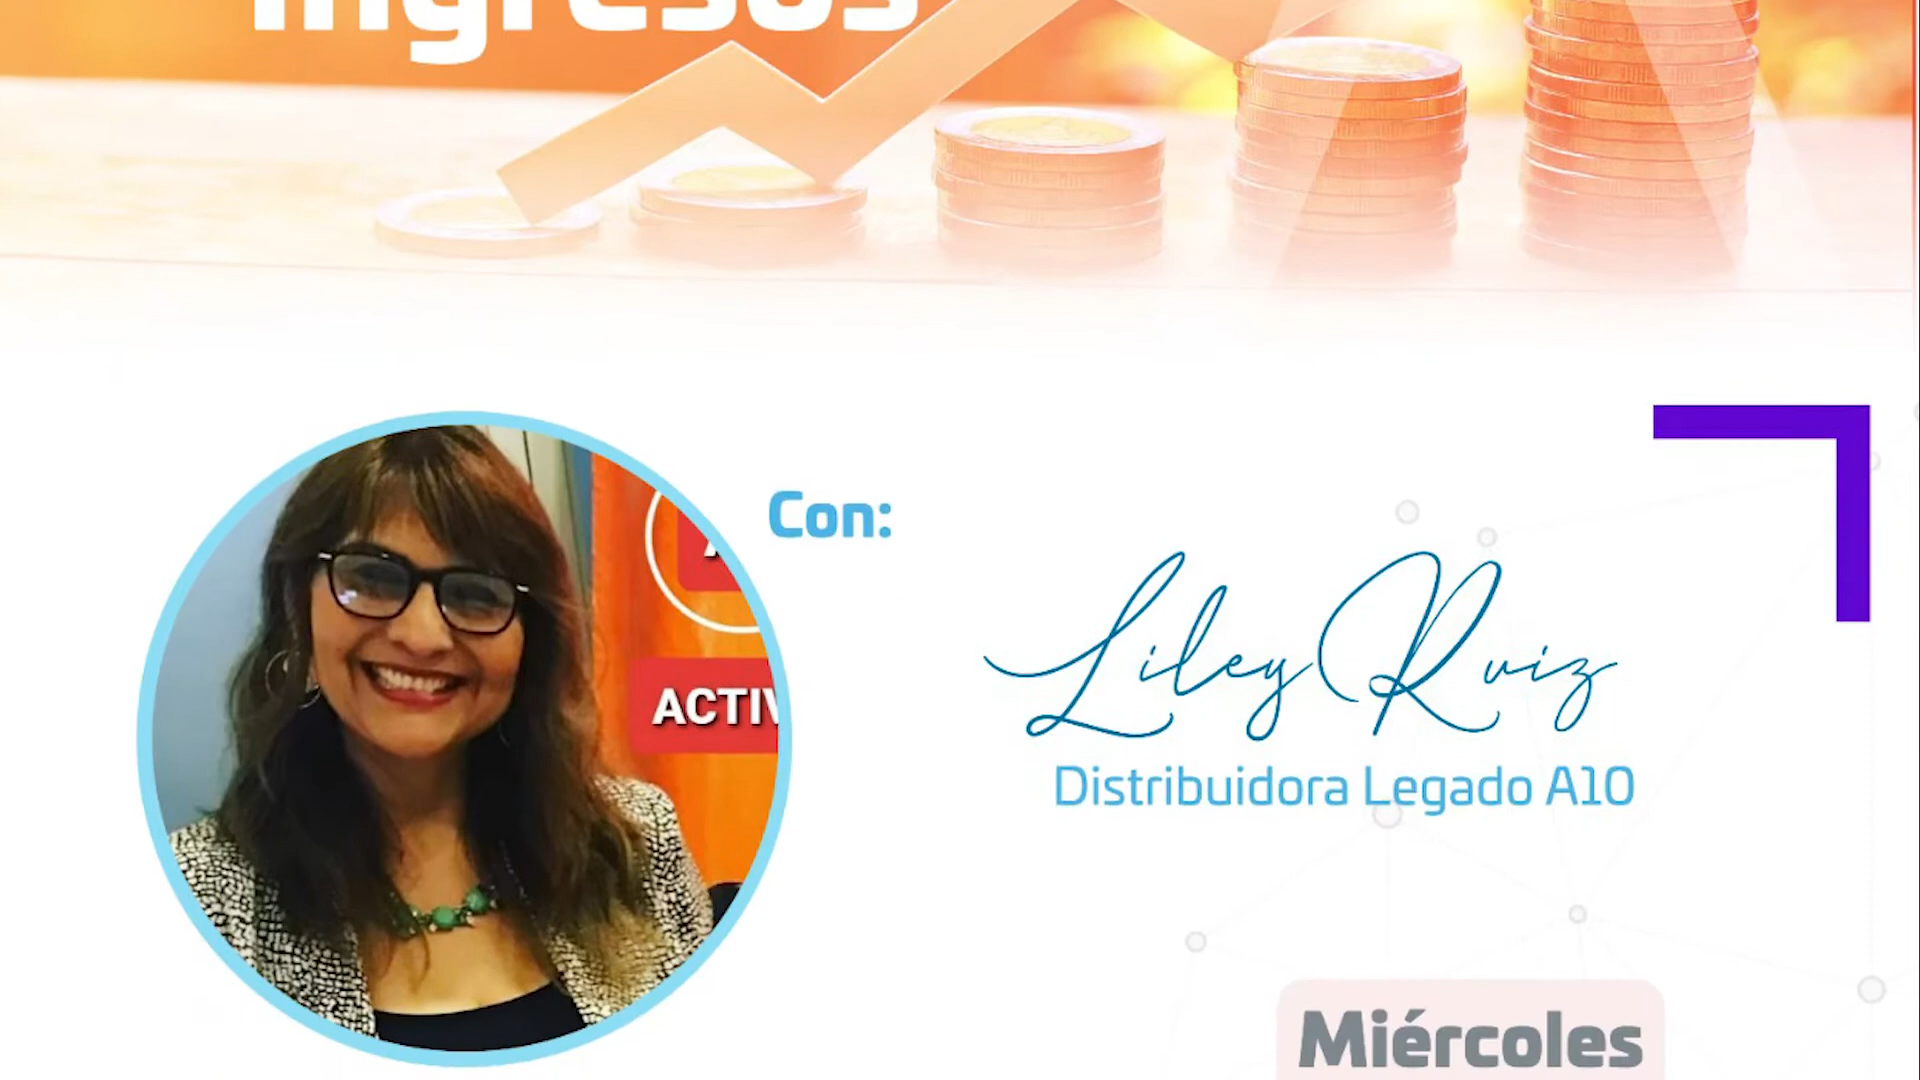 Ingresos
Con:
Liley Ruiz
Distribuidora Legado A10
ACTIV
Miércoles